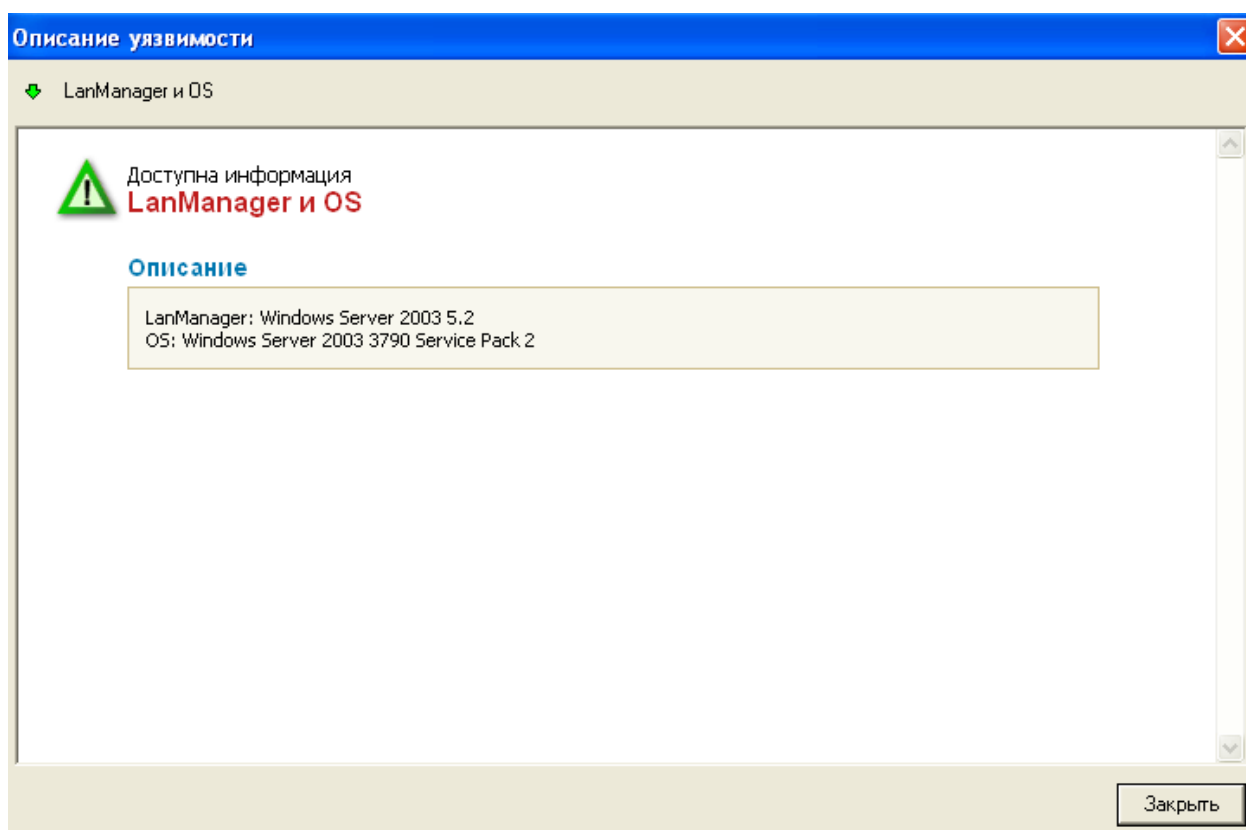 Описание уязвимости
LanManager и OS
Доступна информация
LanManager и OS
Описание
LanManager: Windows Server 2003 5.2
OS: Windows Server 2003 3790 Service Pack 2
Закрыть